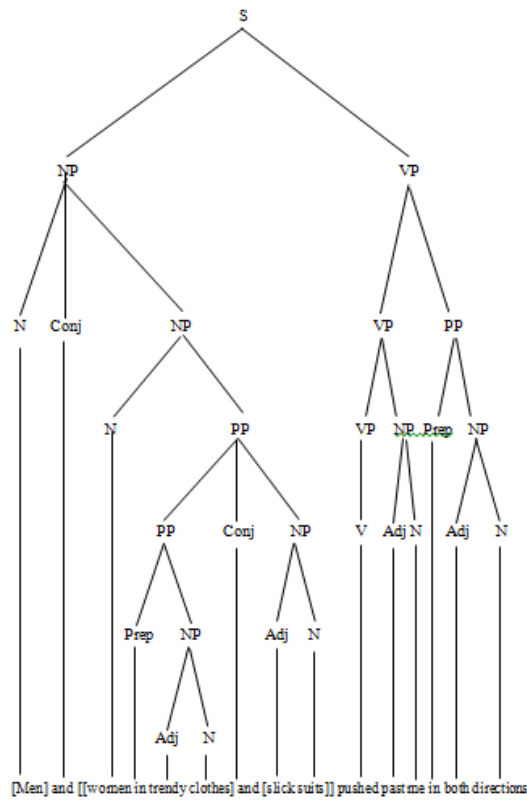 S
NP VP
N Conj NP VP PP
N PP VP NP Prep NP
PP Conj NP V Adj N Adj N
Prep NP Adj N
Adj N
[Men] and [[women in trendy clothes] and [slick suits]] pushed past me in both directions